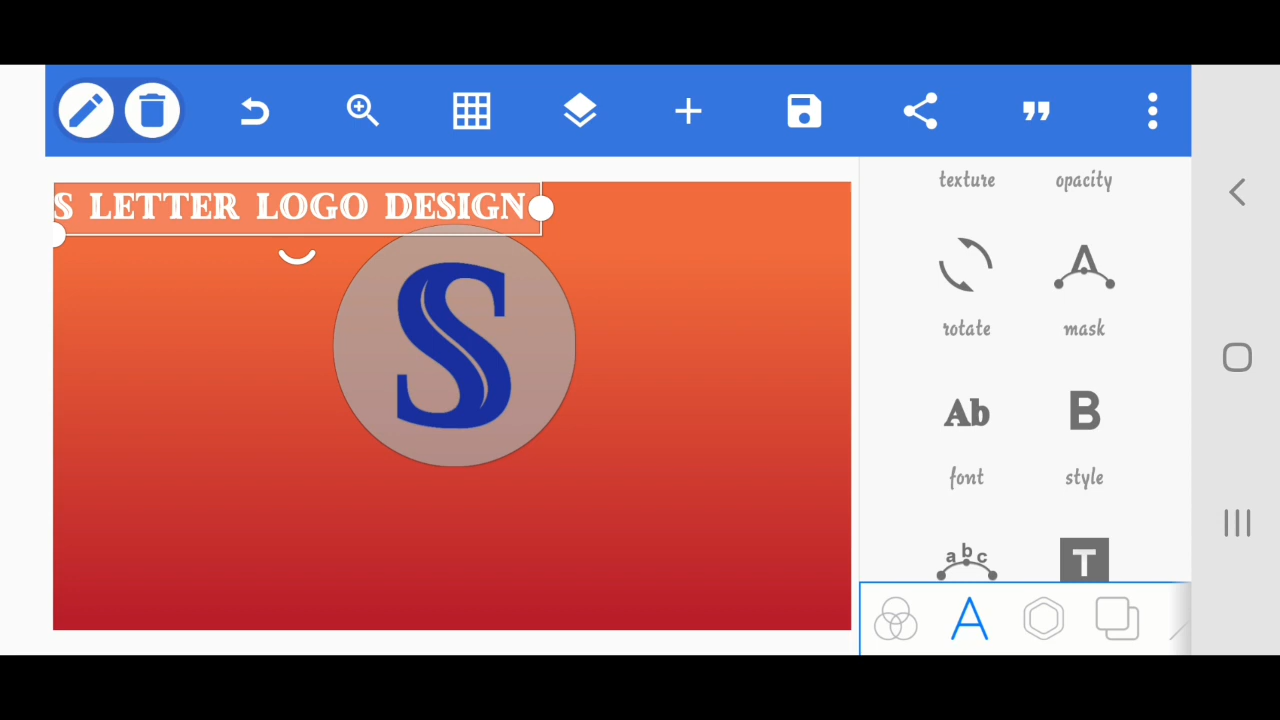 S LETTER LOGO DESIGN
S
texture
opacity
rotate
mask
Ab
B
font
style
abc
T